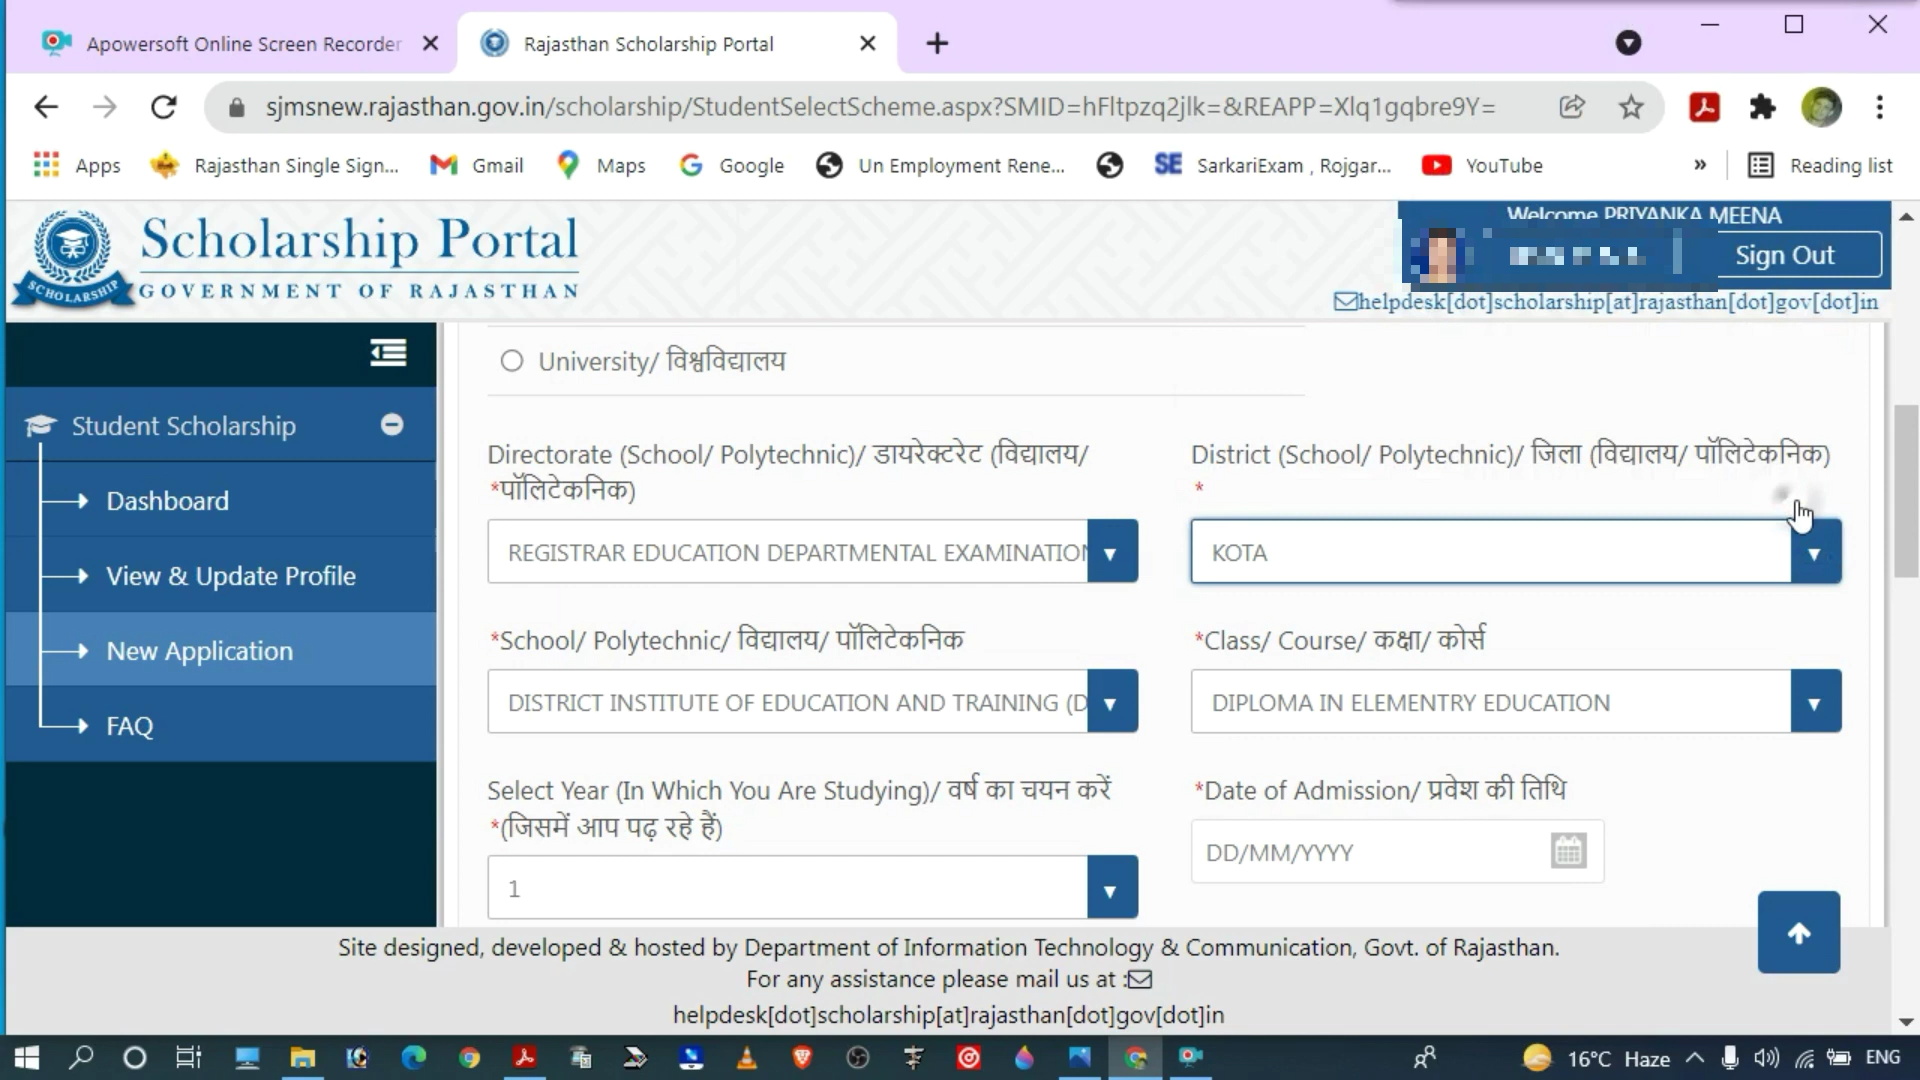 Apowersoft Online Screen Recorder
Rajasthan Scholarship Portal
sjmsnew.rajasthan.gov.in/scholarship/StudentSelectScheme.aspx?SMID=hFltpzq2jlk=&REAPP=Xlq1gqbre9Y=
Apps
Rajasthan Single Sign...
Gmail
Maps
Google
Un Employment Rene...
SE
SarkariExam , Rojgar...
YouTube
»
Reading list
SCHOLARSHIP
Scholarship Portal
GOVERNMENT OF RAJASTHAN
Welcome PRIYANKA MEENA
Sign Out
helpdesk[dot]scholarship[at]rajasthan[dot]gov[dot]in
Student Scholarship
Dashboard
View & Update Profile
New Application
FAQ
University/ विश्वविद्यालय
Directorate (School/ Polytechnic)/ डायरेक्टरेट (विद्यालय/
*पॉलिटेकनिक)
REGISTRAR EDUCATION DEPARTMENTAL EXAMINATION
District (School/ Polytechnic)/ जिला (विद्यालय/ पॉलिटेकनिक)
*
KOTA
*School/ Polytechnic/ विद्यालय/ पॉलिटेकनिक
DISTRICT INSTITUTE OF EDUCATION AND TRAINING (D
*Class/ Course/ कक्षा/ कोर्स
DIPLOMA IN ELEMENTRY EDUCATION
Select Year (In Which You Are Studying)/ वर्ष का चयन करें
*(जिसमें आप पढ़ रहे हैं)
1
*Date of Admission/ प्रवेश की तिथि
DD/MM/YYYY
Site designed, developed & hosted by Department of Information Technology & Communication, Govt. of Rajasthan.
For any assistance please mail us at :
helpdesk[dot]scholarship[at]rajasthan[dot]gov[dot]in
16°C Haze
ENG